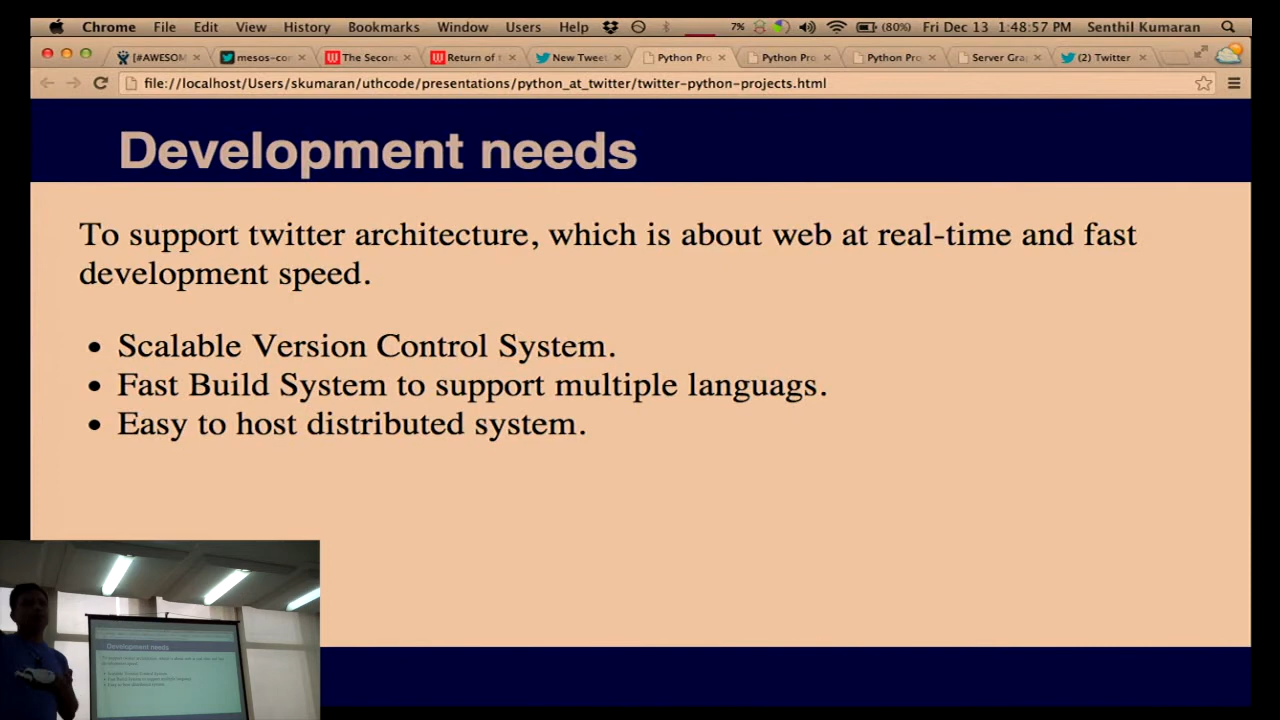 Chrome File Edit View History Bookmarks Window Users Help 7% (80%) Fri Dec 13 1:48:57 PM Senthil Kumaran
[#AWESOM mesos-con The Secon Return of New Tweet Python Pro Python Pro Python Pro Server Gra (2) Twitter
file://localhost/Users/skumaran/uthcode/presentations/python_at_twitter/twitter-python-projects.html
Development needs
To support twitter architecture, which is about web at real-time and fast
development speed.
• Scalable Version Control System.
• Fast Build System to support multiple languags.
• Easy to host distributed system.
Development needs